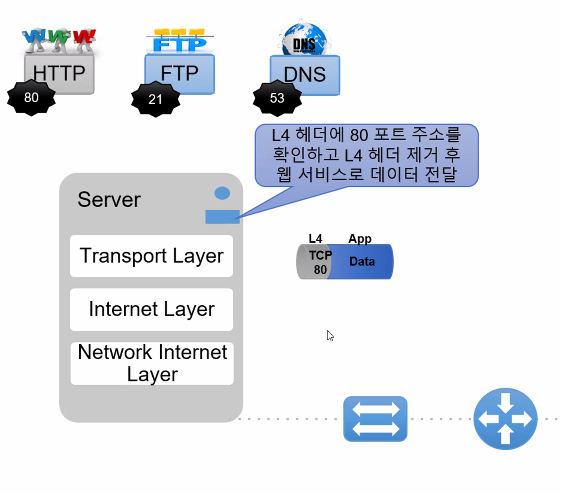 WWW
FTP
DNS
HTTP
FTP
DNS
80
21
53
L4 헤더에 80 포트 주소를
확인하고 L4 헤더 제거 후
웹 서비스로 데이터 전달
Server
Transport Layer
Internet Layer
Network Internet
Layer
L4 App
TCP
80
Data